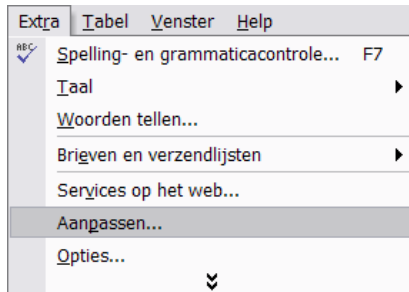 Extra Tabel Venster Help
ABC Spelling- en grammaticacontrole... F7
Taal
Woorden tellen...
Brieven en verzendlijsten
Services op het web...
Aanpassen...
Opties...